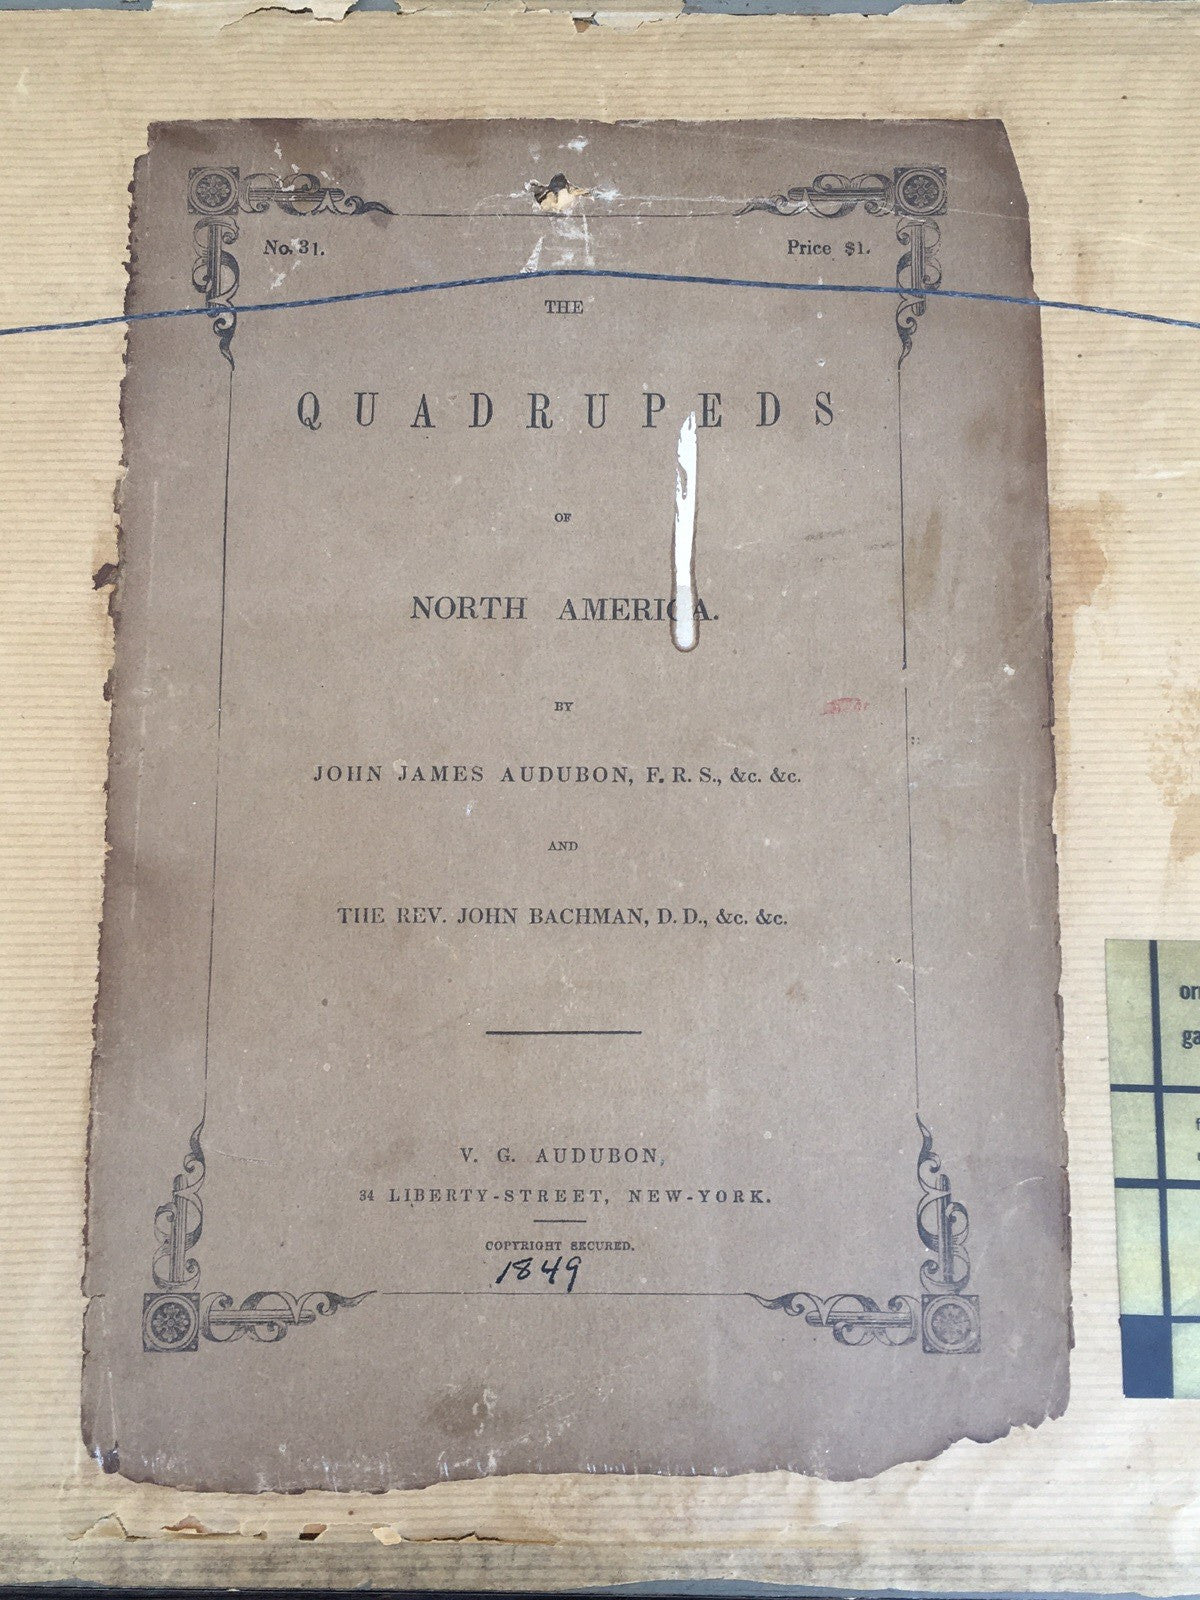 No. 31.
Price $1.
THE
QUADRUPEDS
OF
NORTH AMERICA.
BY
JOHN JAMES AUDUBON, F. R. S., &c. &c.
AND
THE REV. JOHN BACHMAN, D. D., &c. &c.
V. G. AUDUBON,
34 LIBERTY-STREET, NEW-YORK.
COPYRIGHT SECURED.
1849